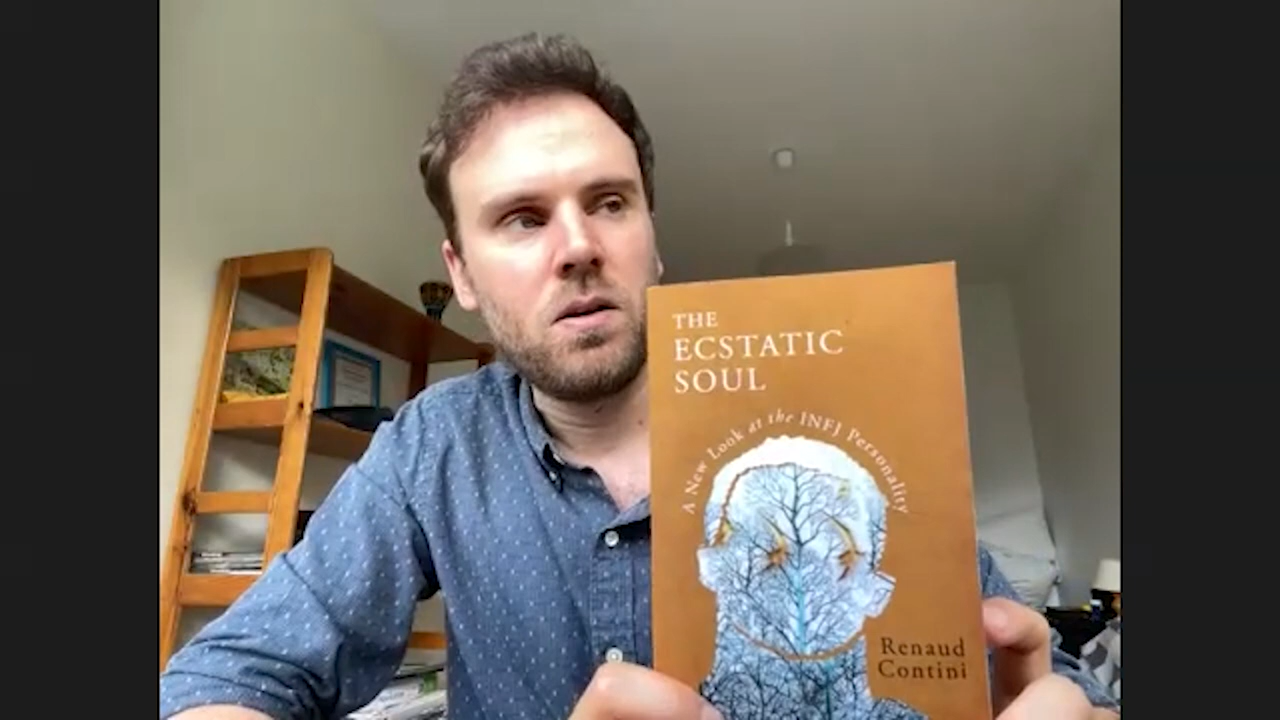 THE
ECSTATIC
SOUL
A New Look at the INFJ Personality
Renaud
Contini